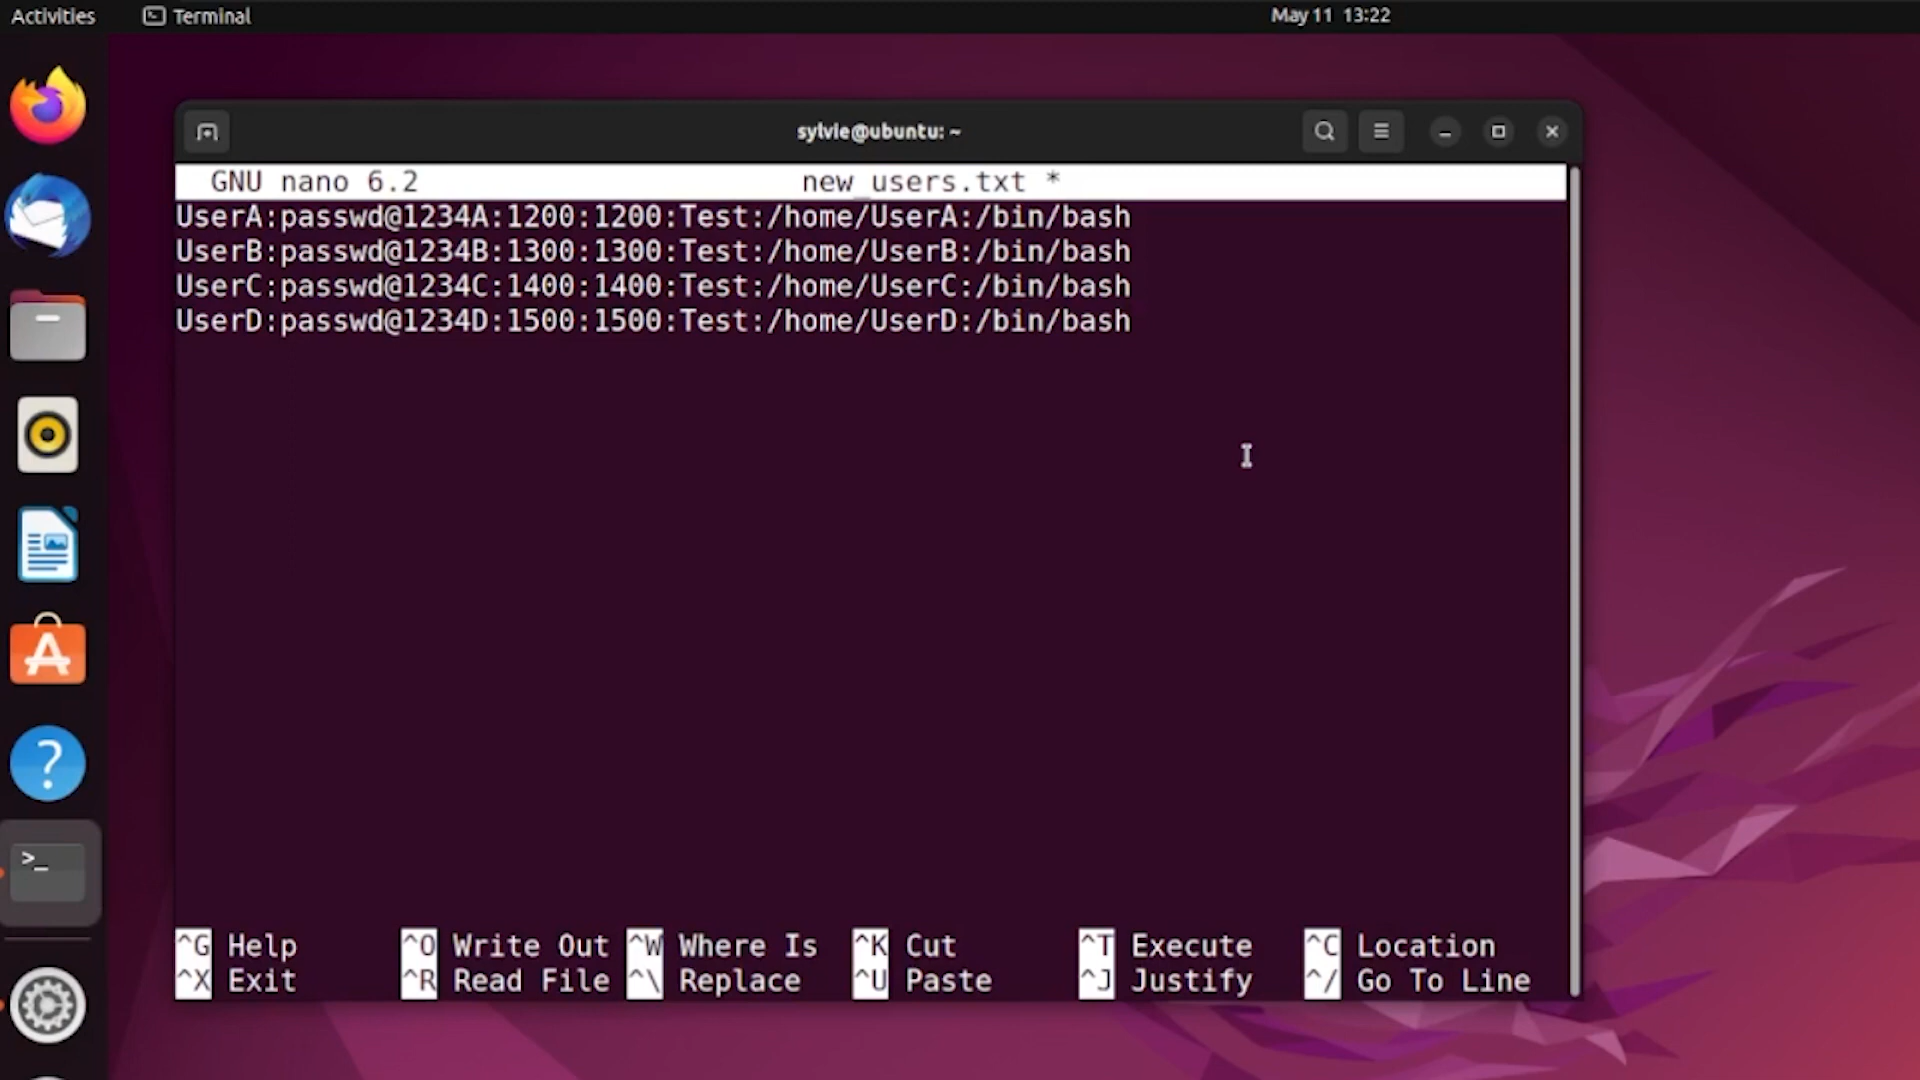 Activities Terminal May 11 13:22
sylvie@ubuntu: ~
GNU nano 6.2 new_users.txt *
UserA:passwd@1234A:1200:1200:Test:/home/UserA:/bin/bash
UserB:passwd@1234B:1300:1300:Test:/home/UserB:/bin/bash
UserC:passwd@1234C:1400:1400:Test:/home/UserC:/bin/bash
UserD:passwd@1234D:1500:1500:Test:/home/UserD:/bin/bash
^G Help ^O Write Out ^W Where Is ^K Cut ^T Execute ^C Location
^X Exit ^R Read File ^\ Replace ^U Paste ^J Justify ^/ Go To Line